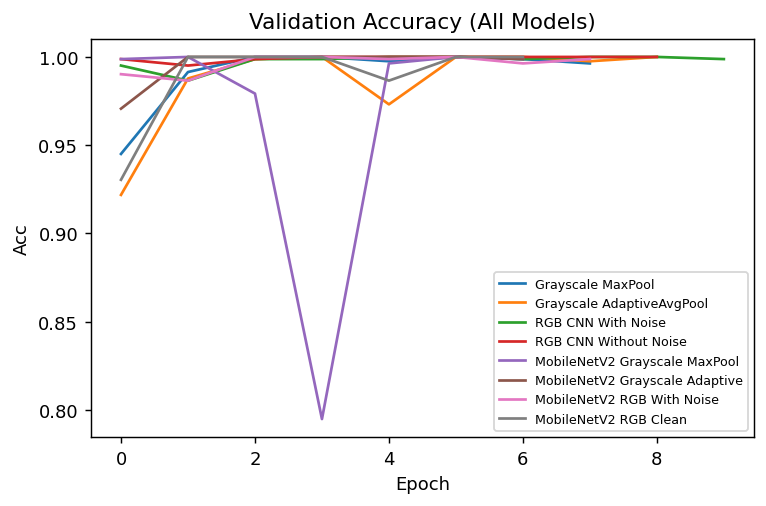 Validation Accuracy (All Models)
1.00
0.95
0.90
0.85
0.80
Acc
Grayscale MaxPool
Grayscale AdaptiveAvgPool
RGB CNN With Noise
RGB CNN Without Noise
MobileNetV2 Grayscale MaxPool
MobileNetV2 Grayscale Adaptive
MobileNetV2 RGB With Noise
MobileNetV2 RGB Clean
0 2 4 6 8
Epoch